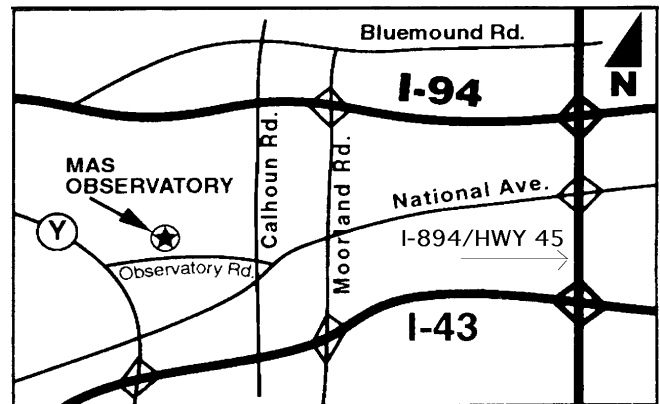 Bluemound Rd.
N
I-94
MAS
OBSERVATORY
Calhoun Rd.
Moorland Rd.
National Ave.
Y
I-894/HWY 45
Observatory Rd.
I-43